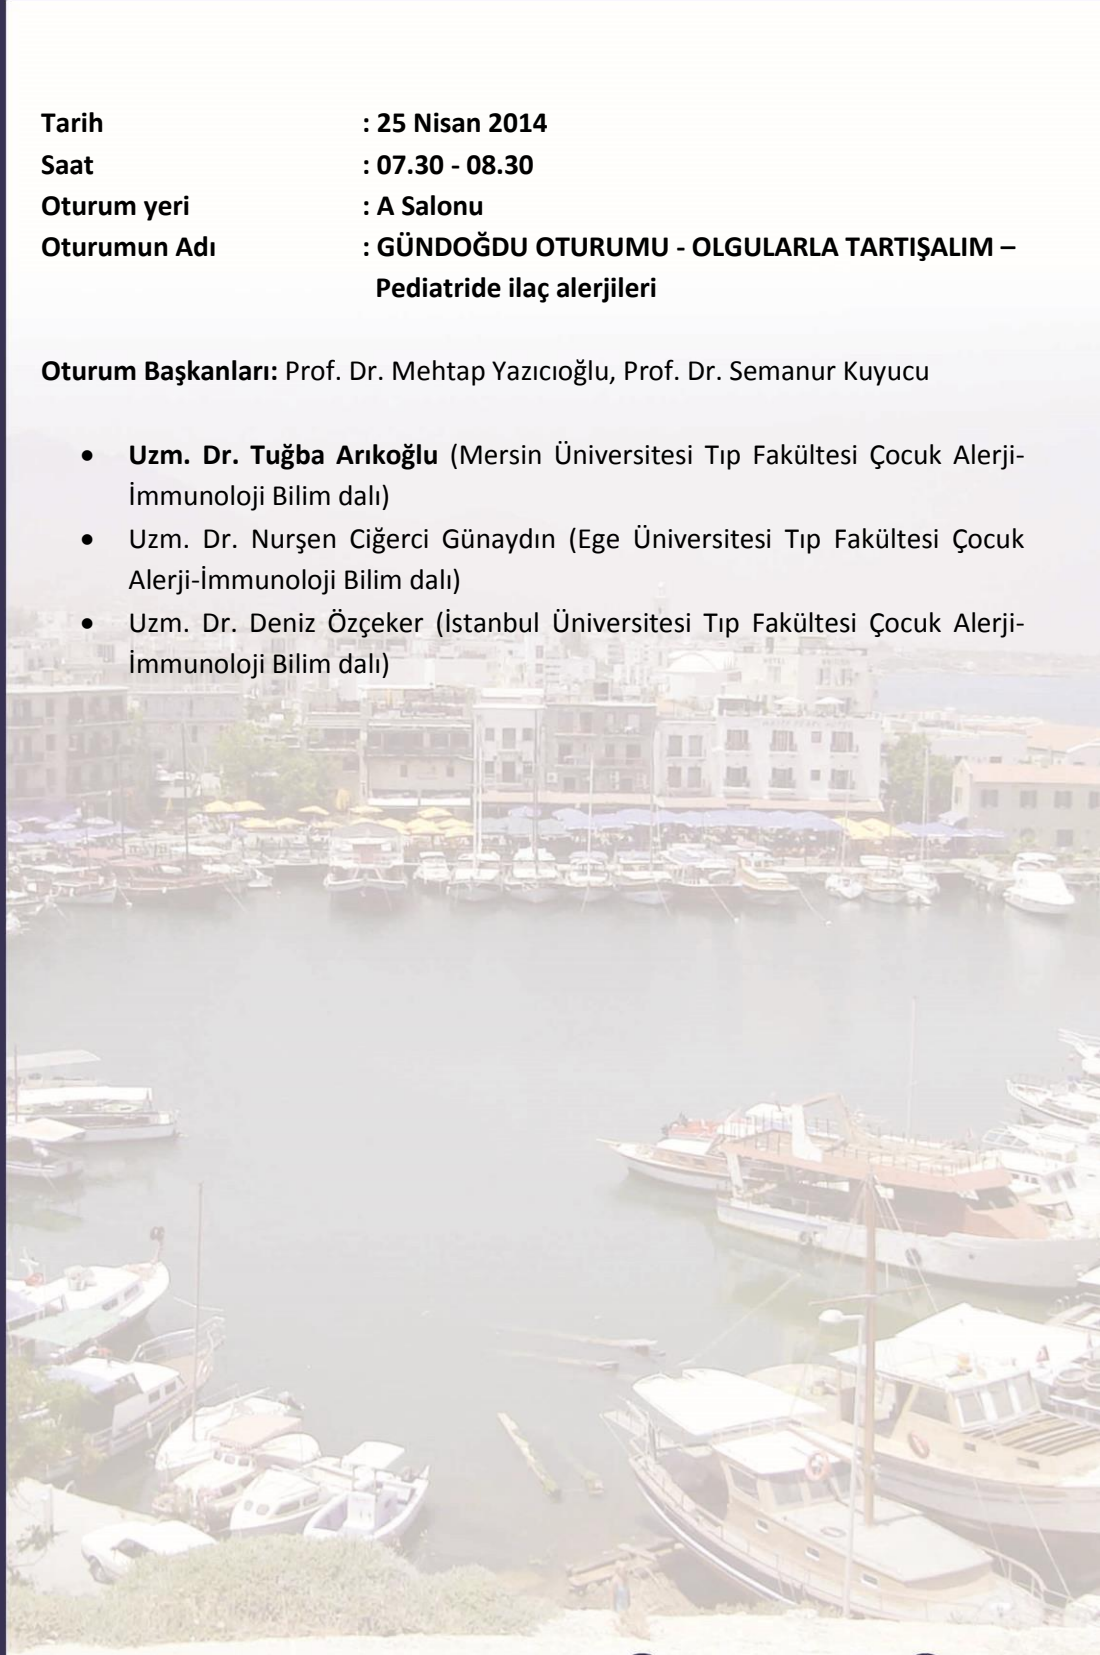 Tarih : 25 Nisan 2014
Saat : 07.30 - 08.30
Oturum yeri : A Salonu
Oturumun Adı : GÜNDOĞDU OTURUMU - OLGULARLA TARTIŞALIM –
Pediatride ilaç alerjileri
Oturum Başkanları: Prof. Dr. Mehtap Yazıcıoğlu, Prof. Dr. Semanur Kuyucu
• Uzm. Dr. Tuğba Arıkoğlu (Mersin Üniversitesi Tıp Fakültesi Çocuk Alerji-
İmmunoloji Bilim dalı)
• Uzm. Dr. Nurşen Ciğerci Günaydın (Ege Üniversitesi Tıp Fakültesi Çocuk
Alerji-İmmunoloji Bilim dalı)
• Uzm. Dr. Deniz Özçeker (İstanbul Üniversitesi Tıp Fakültesi Çocuk Alerji-
İmmunoloji Bilim dalı)